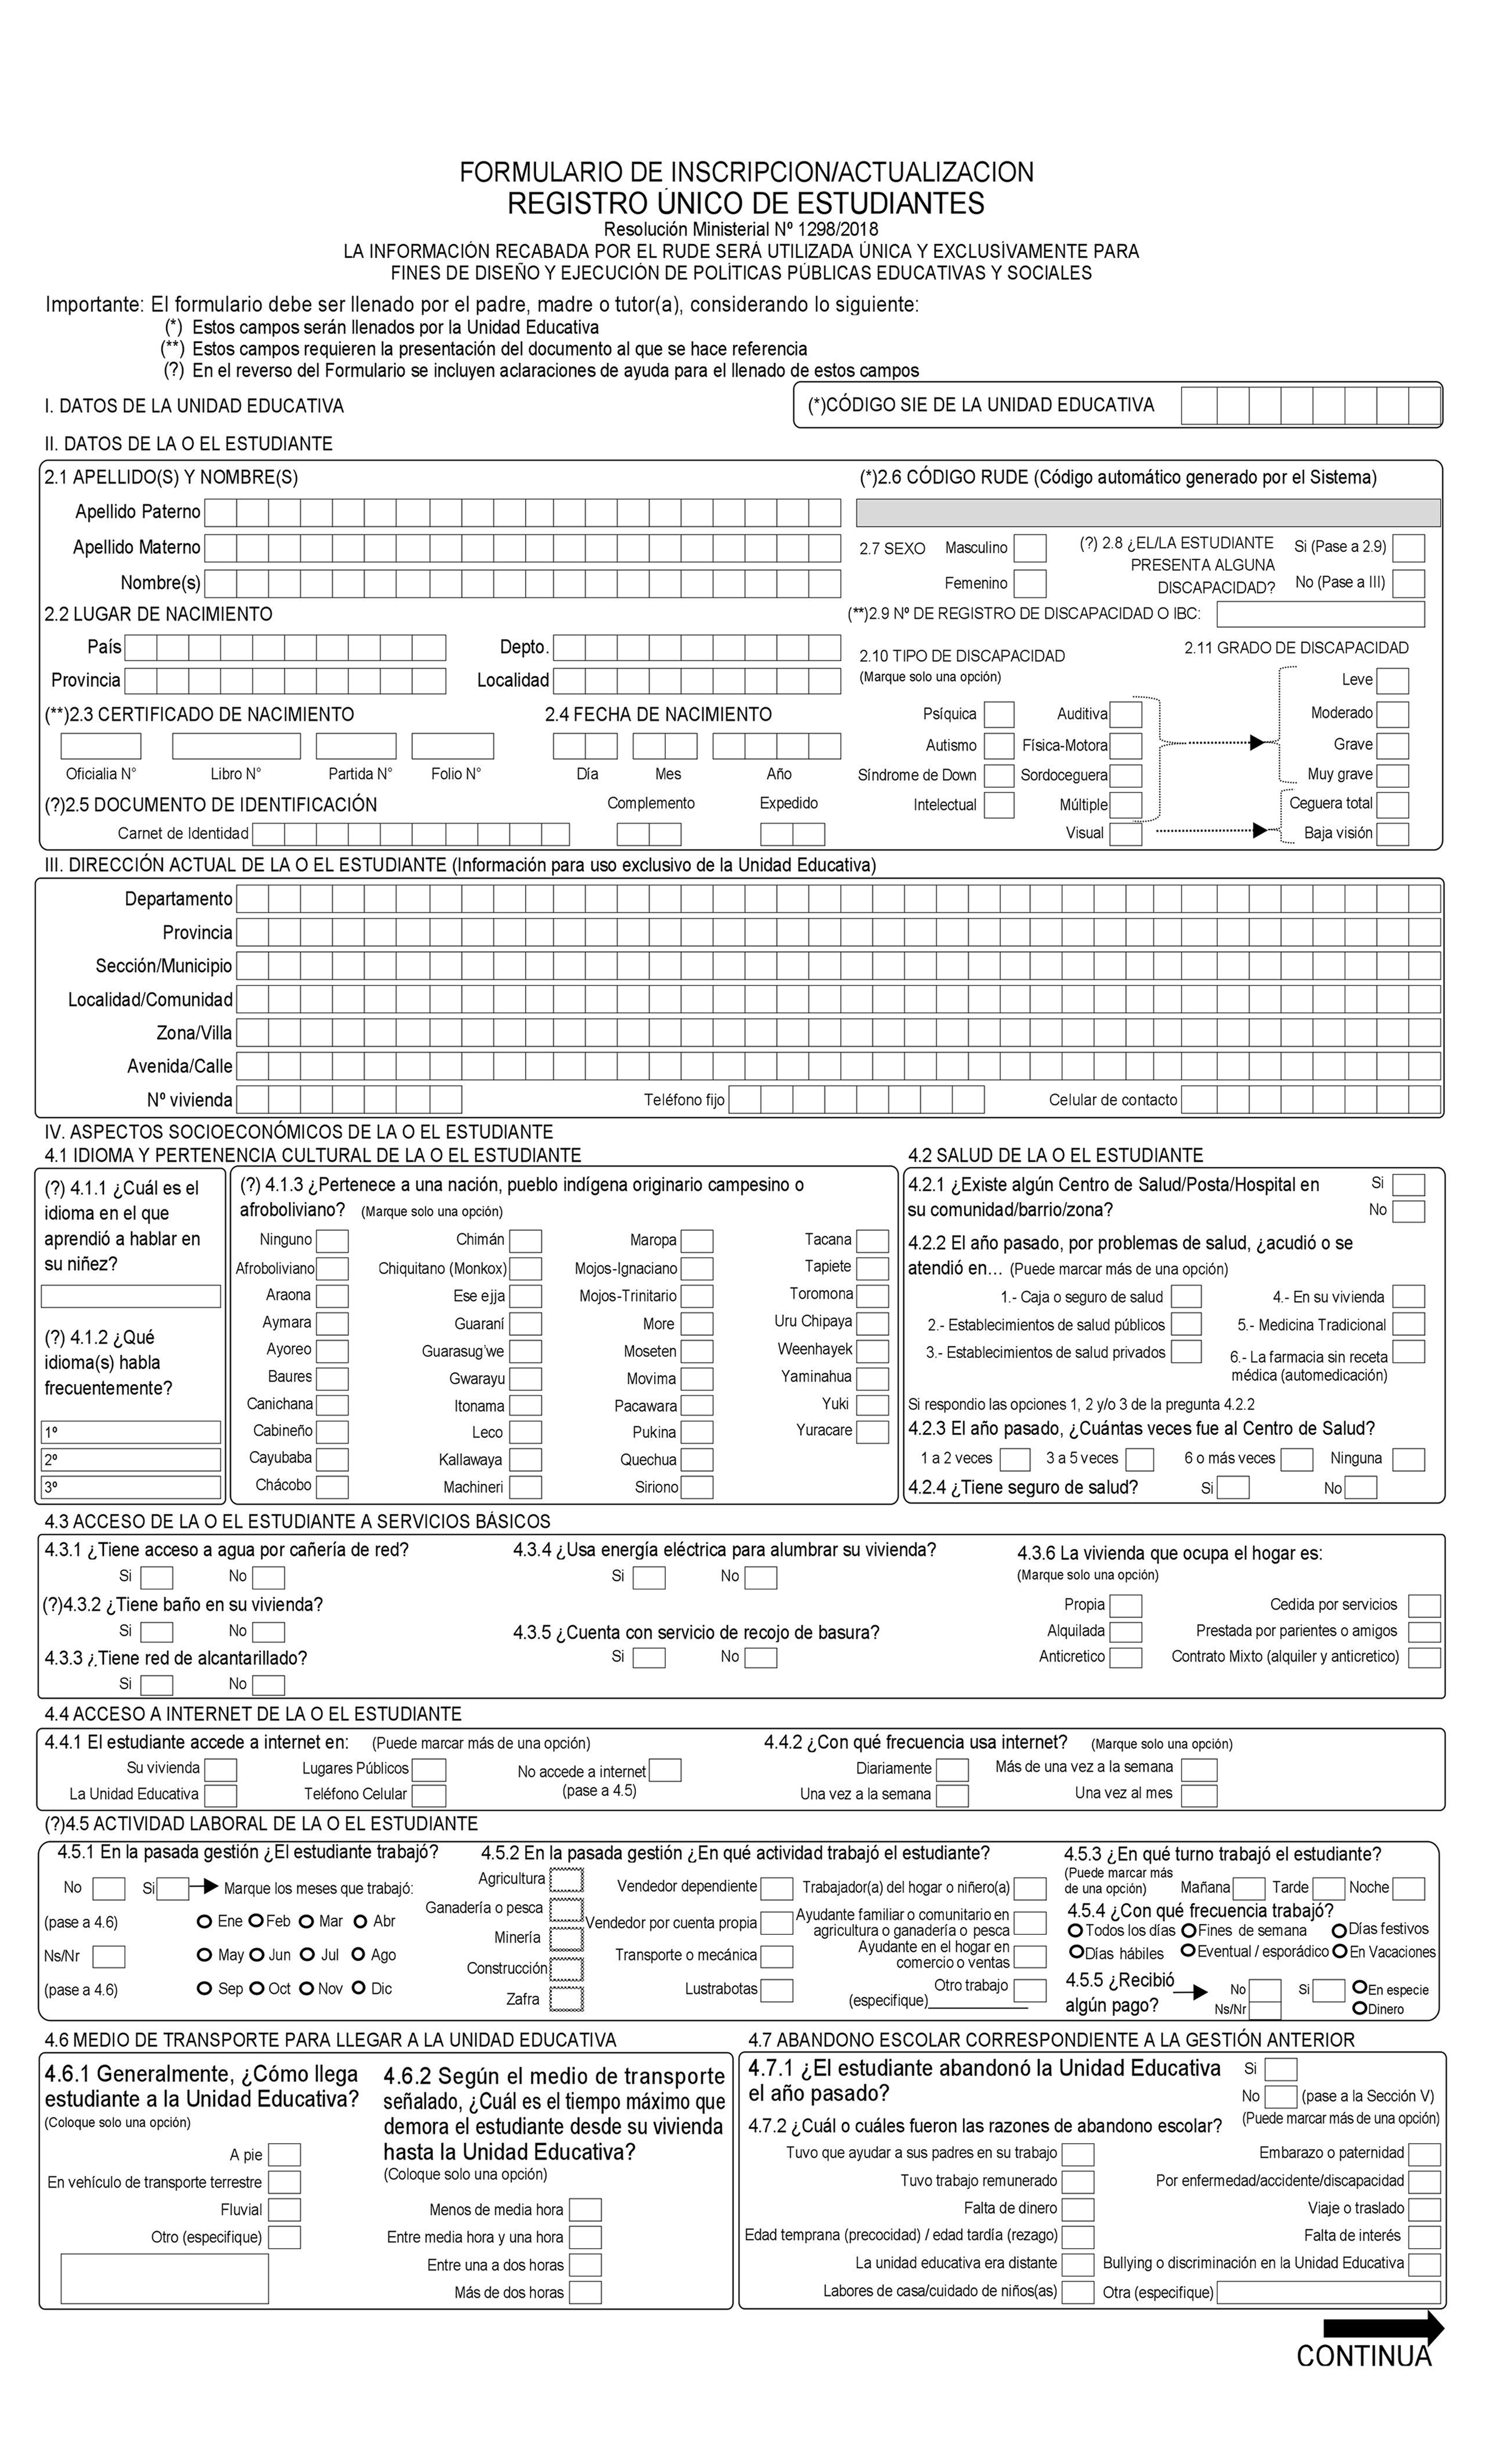 FORMULARIO DE INSCRIPCION/ACTUALIZACION
REGISTRO ÚNICO DE ESTUDIANTES
Resolución Ministerial Nº 1298/2018
LA INFORMACIÓN RECABADA POR EL RUDE SERÁ UTILIZADA ÚNICA Y EXCLUSÍVAMENTE PARA
FINES DE DISEÑO Y EJECUCIÓN DE POLÍTICAS PÚBLICAS EDUCATIVAS Y SOCIALES
Importante: El formulario debe ser llenado por el padre, madre o tutor(a), considerando lo siguiente:
(*) Estos campos serán llenados por la Unidad Educativa
(**) Estos campos requieren la presentación del documento al que se hace referencia
(?) En el reverso del Formulario se incluyen aclaraciones de ayuda para el llenado de estos campos
I. DATOS DE LA UNIDAD EDUCATIVA
(*)CÓDIGO SIE DE LA UNIDAD EDUCATIVA
II. DATOS DE LA O EL ESTUDIANTE
2.1 APELLIDO(S) Y NOMBRE(S)
Apellido Paterno
Apellido Materno
Nombre(s)
2.2 LUGAR DE NACIMIENTO
País
Depto.
Provincia
Localidad
(**)2.3 CERTIFICADO DE NACIMIENTO
Oficialia N°
Libro N°
Partida N°
Folio N°
2.4 FECHA DE NACIMIENTO
Día
Mes
Año
(?)2.5 DOCUMENTO DE IDENTIFICACIÓN
Complemento
Expedido
Carnet de Identidad
(*)2.6 CÓDIGO RUDE (Código automático generado por el Sistema)
2.7 SEXO
Masculino
Femenino
(?) 2.8 ¿EL/LA ESTUDIANTE
PRESENTA ALGUNA
DISCAPACIDAD?
Si (Pase a 2.9)
No (Pase a III)
(**)2.9 Nº DE REGISTRO DE DISCAPACIDAD O IBC:
2.10 TIPO DE DISCAPACIDAD
(Marque solo una opción)
Psíquica
Auditiva
Autismo
Física-Motora
Síndrome de Down
Sordoceguera
Intelectual
Múltiple
Visual
2.11 GRADO DE DISCAPACIDAD
Leve
Moderado
Grave
Muy grave
Ceguera total
Baja visión
III. DIRECCIÓN ACTUAL DE LA O EL ESTUDIANTE (Información para uso exclusivo de la Unidad Educativa)
Departamento
Provincia
Sección/Municipio
Localidad/Comunidad
Zona/Villa
Avenida/Calle
Nº vivienda
Teléfono fijo
Celular de contacto
IV. ASPECTOS SOCIOECONÓMICOS DE LA O EL ESTUDIANTE
4.1 IDIOMA Y PERTENENCIA CULTURAL DE LA O EL ESTUDIANTE
(?) 4.1.1 ¿Cuál es el
idioma en el que
aprendió a hablar en
su niñez?
(?) 4.1.2 ¿Qué
idioma(s) habla
frecuentemente?
1º
2º
3º
(?) 4.1.3 ¿Pertenece a una nación, pueblo indígena originario campesino o
afroboliviano? (Marque solo una opción)
Ninguno
Afroboliviano
Araona
Aymara
Ayoreo
Baures
Canichana
Cabineño
Cayubaba
Chácobo
Chimán
Chiquitano (Monkox)
Ese ejja
Guaraní
Guarasug'we
Gwarayu
Itonama
Leco
Kallawaya
Machineri
Maropa
Mojos-Ignaciano
Mojos-Trinitario
More
Moseten
Movima
Pacawara
Pukina
Quechua
Siriono
Tacana
Tapiete
Toromona
Uru Chipaya
Weenhayek
Yaminahua
Yuki
Yuracare
4.2 SALUD DE LA O EL ESTUDIANTE
4.2.1 ¿Existe algún Centro de Salud/Posta/Hospital en
su comunidad/barrio/zona?
Si
No
4.2.2 El año pasado, por problemas de salud, ¿acudió o se
atendió en... (Puede marcar más de una opción)
1.- Caja o seguro de salud
2.- Establecimientos de salud públicos
3.- Establecimientos de salud privados
4.- En su vivienda
5.- Medicina Tradicional
6.- La farmacia sin receta
médica (automedicación)
Si respondio las opciones 1, 2 y/o 3 de la pregunta 4.2.2
4.2.3 El año pasado, ¿Cuántas veces fue al Centro de Salud?
1 a 2 veces
3 a 5 veces
6 o más veces
Ninguna
4.2.4 ¿Tiene seguro de salud?
Si
No
4.3 ACCESO DE LA O EL ESTUDIANTE A SERVICIOS BÁSICOS
4.3.1 ¿Tiene acceso a agua por cañería de red?
Si
No
(?)4.3.2 ¿Tiene baño en su vivienda?
Si
No
4.3.3 ¿Tiene red de alcantarillado?
Si
No
4.3.4 ¿Usa energía eléctrica para alumbrar su vivienda?
Si
No
4.3.5 ¿Cuenta con servicio de recojo de basura?
Si
No
4.3.6 La vivienda que ocupa el hogar es:
(Marque solo una opción)
Propia
Alquilada
Anticretico
Cedida por servicios
Prestada por parientes o amigos
Contrato Mixto (alquiler y anticretico)
4.4 ACCESO A INTERNET DE LA O EL ESTUDIANTE
4.4.1 El estudiante accede a internet en: (Puede marcar más de una opción)
Su vivienda
La Unidad Educativa
Lugares Públicos
Teléfono Celular
No accede a internet
(pase a 4.5)
4.4.2 ¿Con qué frecuencia usa internet? (Marque solo una opción)
Diariamente
Una vez a la semana
Más de una vez a la semana
Una vez al mes
(?)4.5 ACTIVIDAD LABORAL DE LA O EL ESTUDIANTE
4.5.1 En la pasada gestión ¿El estudiante trabajó?
No
Si
Marque los meses que trabajó:
(pase a 4.6)
Ene Feb Mar Abr
Ns/Nr
May Jun Jul Ago
(pase a 4.6)
Sep Oct Nov Dic
4.5.2 En la pasada gestión ¿En qué actividad trabajó el estudiante?
Agricultura
Ganadería o pesca
Minería
Construcción
Zafra
Vendedor dependiente
Vendedor por cuenta propia
Transporte o mecánica
Lustrabotas
Trabajador(a) del hogar o niñero(a)
Ayudante familiar o comunitario en
agricultura o ganadería o pesca
Ayudante en el hogar en
comercio o ventas
Otro trabajo
(especifique)
4.5.3 ¿En qué turno trabajó el estudiante?
(Puede marcar más
de una opción)
Mañana
Tarde
Noche
4.5.4 ¿Con qué frecuencia trabajó?
Todos los días
Fines de semana
Días festivos
Días hábiles
Eventual / esporádico
En Vacaciones
4.5.5 ¿Recibió
algún pago?
No
Ns/Nr
Si
En especie
Dinero
4.6 MEDIO DE TRANSPORTE PARA LLEGAR A LA UNIDAD EDUCATIVA
4.6.1 Generalmente, ¿Cómo llega
estudiante a la Unidad Educativa?
(Coloque solo una opción)
A pie
En vehículo de transporte terrestre
Fluvial
Otro (especifique)
4.6.2 Según el medio de transporte
señalado, ¿Cuál es el tiempo máximo que
demora el estudiante desde su vivienda
hasta la Unidad Educativa?
(Coloque solo una opción)
Menos de media hora
Entre media hora y una hora
Entre una a dos horas
Más de dos horas
4.7 ABANDONO ESCOLAR CORRESPONDIENTE A LA GESTIÓN ANTERIOR
4.7.1 ¿El estudiante abandonó la Unidad Educativa
el año pasado?
Si
No
(pase a la Sección V)
(Puede marcar más de una opción)
4.7.2 ¿Cuál o cuáles fueron las razones de abandono escolar?
Tuvo que ayudar a sus padres en su trabajo
Tuvo trabajo remunerado
Falta de dinero
Edad temprana (precocidad) / edad tardía (rezago)
La unidad educativa era distante
Labores de casa/cuidado de niños(as)
Embarazo o paternidad
Por enfermedad/accidente/discapacidad
Viaje o traslado
Falta de interés
Bullying o discriminación en la Unidad Educativa
Otra (especifique)
CONTINUA